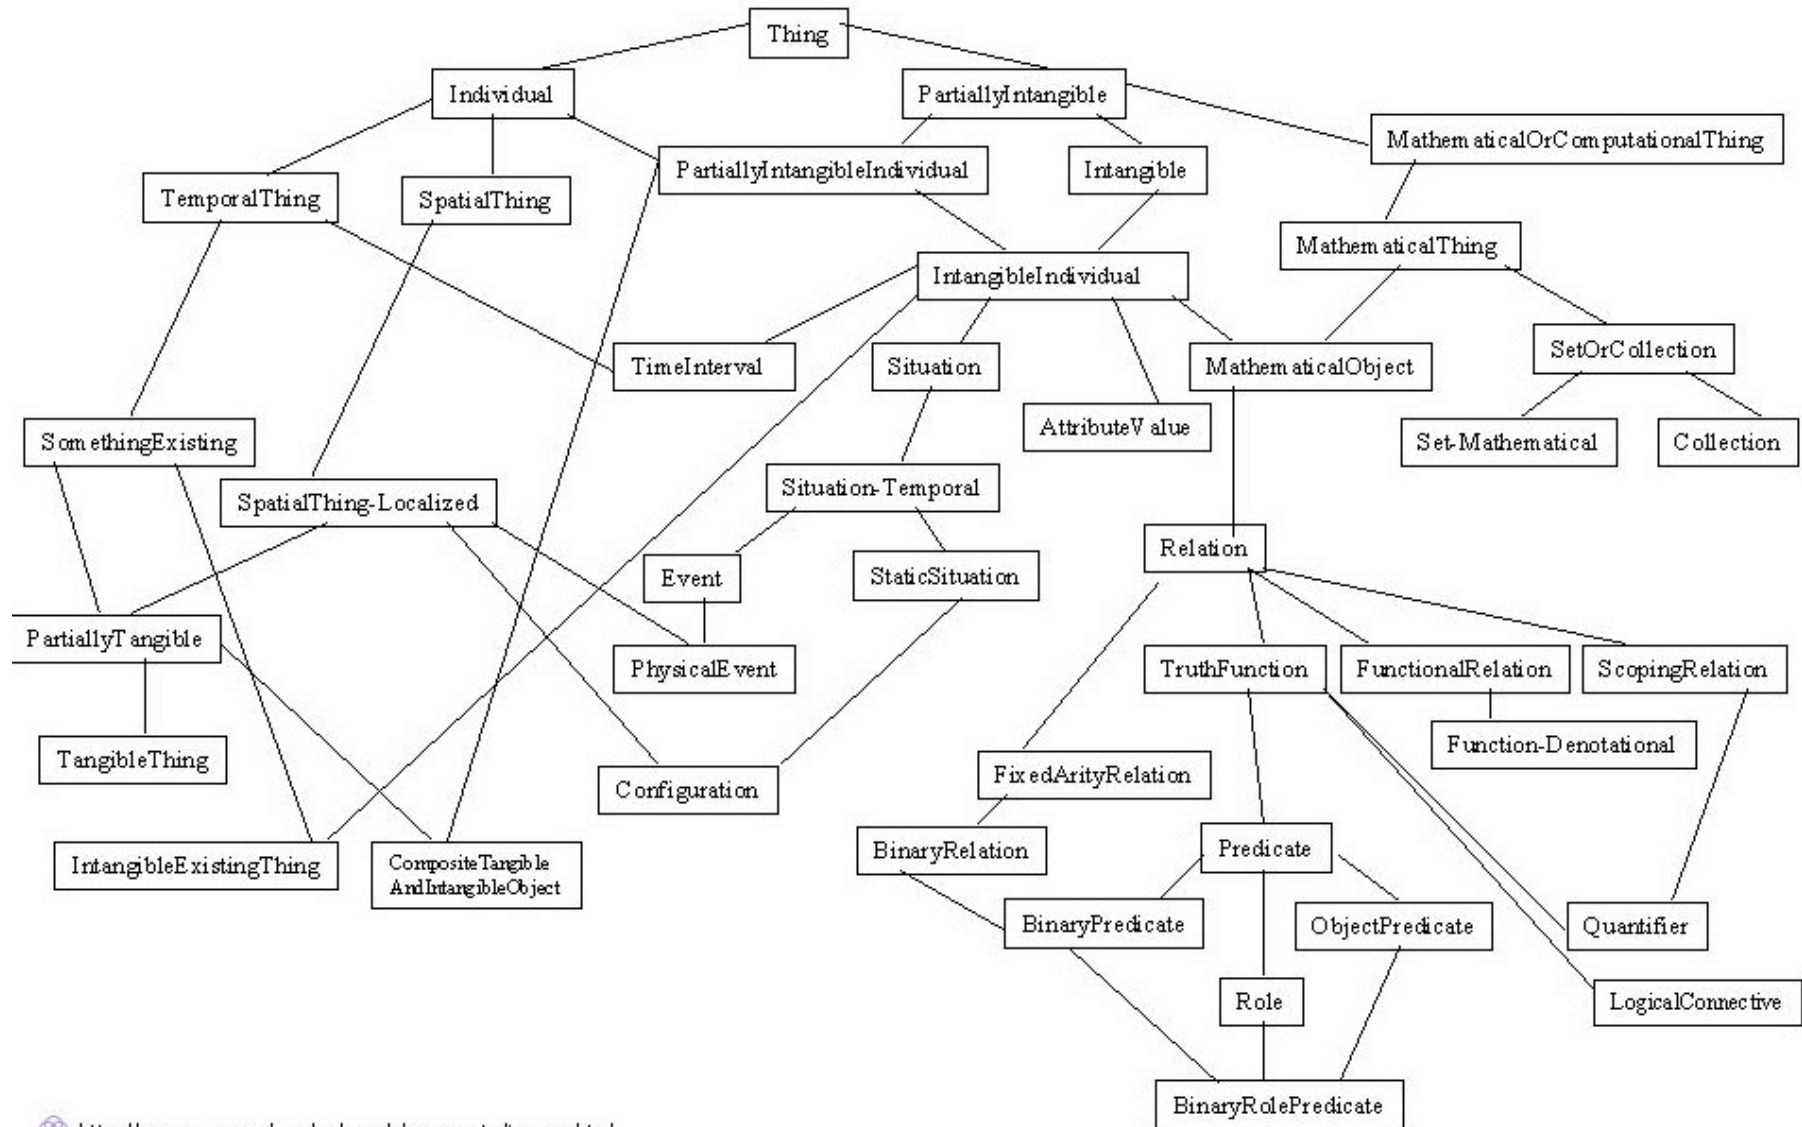 Thing
Individual
PartiallyIntangible
MathematicalOrComputationalThing
PartiallyIntangibleIndividual
Intangible
TemporalThing
SpatialThing
MathematicalThing
IntangibleIndividual
SetOrCollection
TimeInterval
Situation
MathematicalObject
AttributeValue
Set-Mathematical
Collection
SomethingExisting
SpatialThing-Localized
Situation-Temporal
Relation
Event
StaticSituation
PartiallyTangible
PhysicalEvent
TruthFunction
FunctionalRelation
ScopingRelation
TangibleThing
Function-Denotational
Configuration
FixedArityRelation
IntangibleExistingThing
CompositeTangible
AndIntangibleObject
BinaryRelation
Predicate
BinaryPredicate
ObjectPredicate
Quantifier
Role
LogicalConnective
BinaryRolePredicate